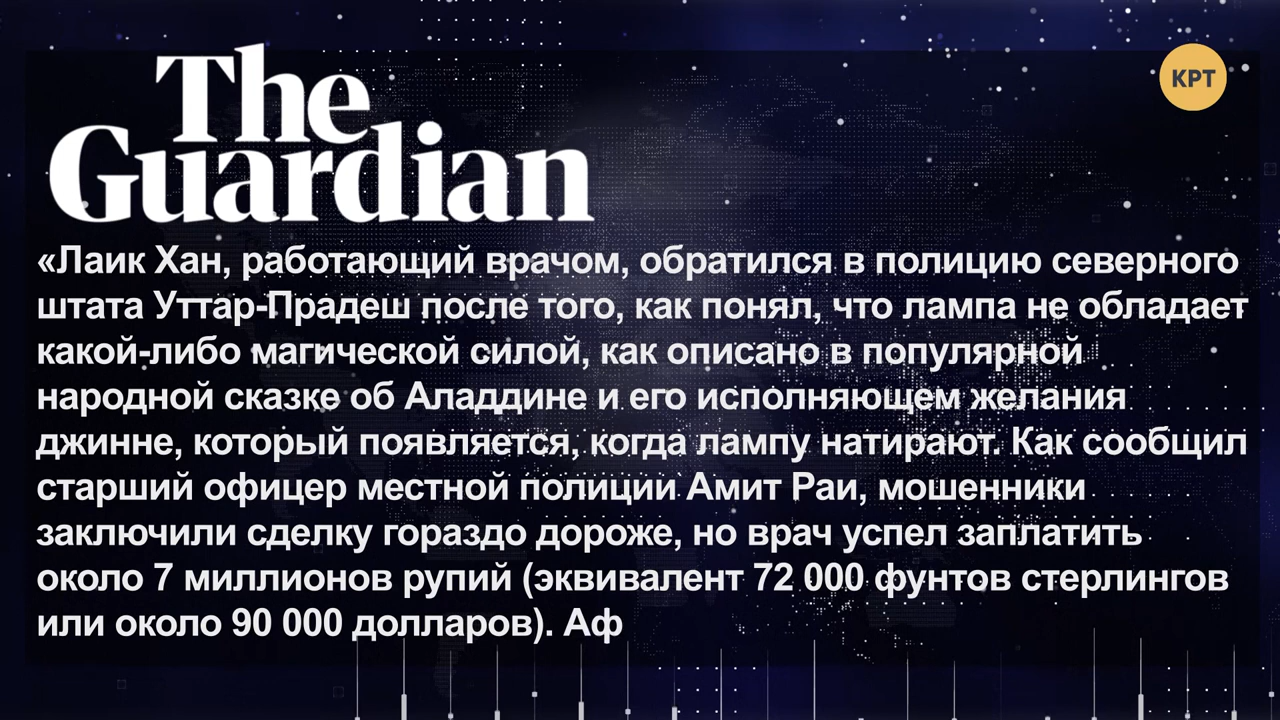 The
Guardian
КРТ
«Лаик Хан, работающий врачом, обратился в полицию северного
штата Уттар-Прадеш после того, как понял, что лампа не обладает
какой-либо магической силой, как описано в популярной
народной сказке об Аладдине и его исполняющем желания
джинне, который появляется, когда лампу натирают. Как сообщил
старший офицер местной полиции Амит Раи, мошенники
заключили сделку гораздо дороже, но врач успел заплатить
около 7 миллионов рупий (эквивалент 72 000 фунтов стерлингов
или около 90 000 долларов). Аф